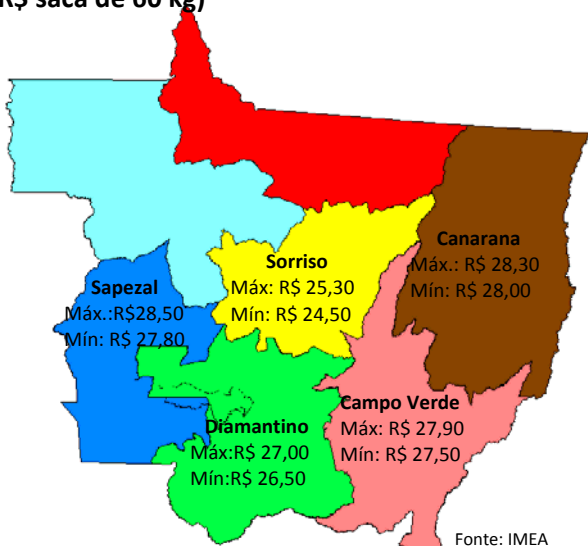 R$ saca de 60 kg)
Canarana
Máx.: R$ 28,30
Mín: R$ 28,00
Sorriso
Máx: R$ 25,30
Mín: R$ 24,50
Sapezal
Máx.:R$28,50
Mín: R$ 27,80
Campo Verde
Máx: R$ 27,90
Mín: R$ 27,50
Diamantino
Máx:R$ 27,00
Mín:R$ 26,50
Fonte: IMEA